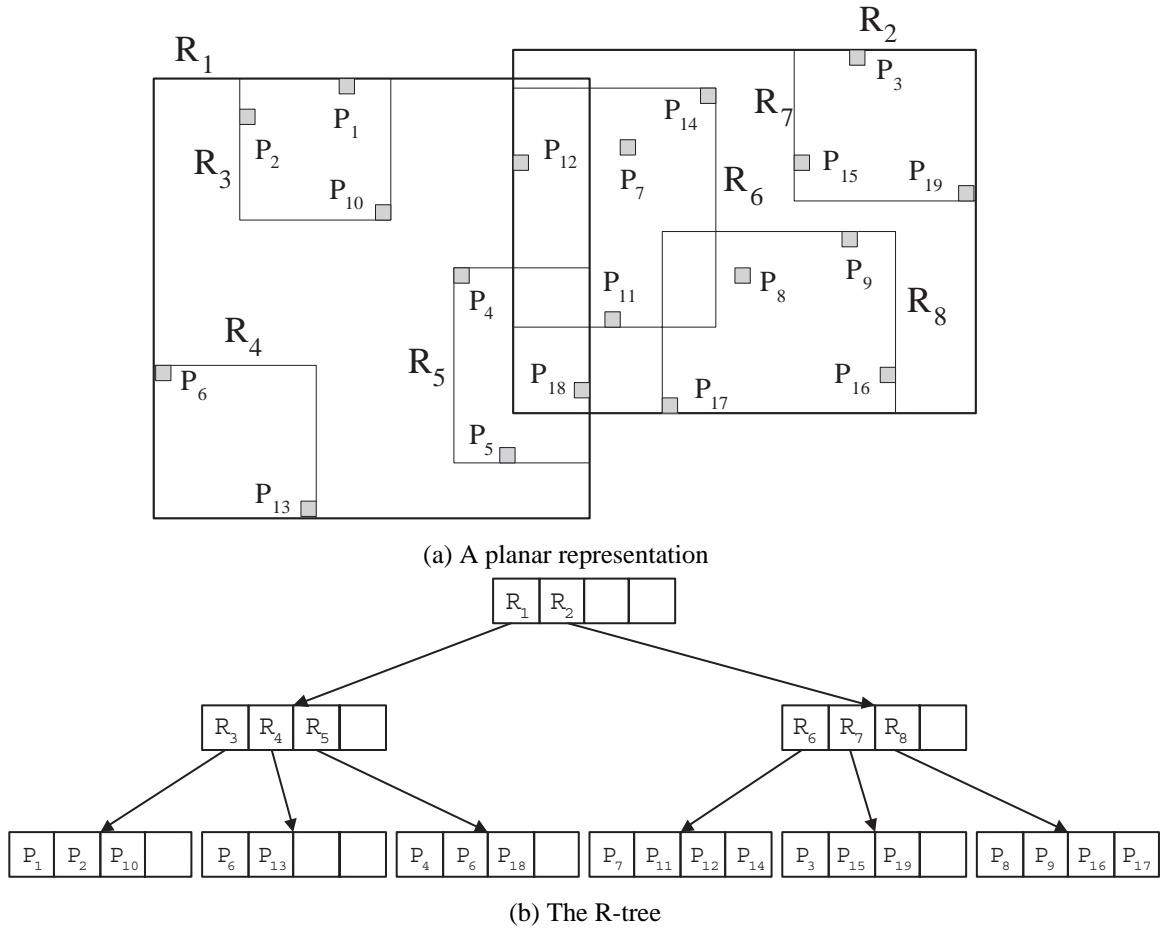 R1
R2
P3
P1
P14
R7
P2
P12
P7
P15
R3
P10
R6
P19
P4
P11
P8
P9
R4
R5
R8
P6
P18
P16
P17
P5
P13
(a) A planar representation
R1 R2
R3 R4 R5
R6 R7 R8
P1 P2 P10
P6 P13
P4 P6 P18
P7 P11 P12 P14
P3 P15 P19
P8 P9 P16 P17
(b) The R-tree